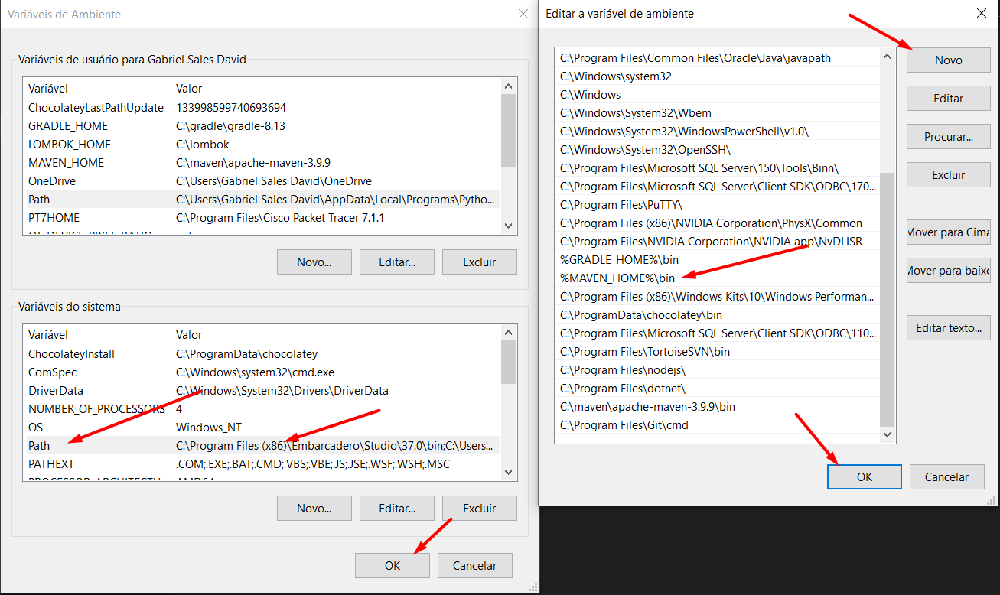 Variáveis de Ambiente
Variáveis de usuário para Gabriel Sales David
Variável Valor
ChocolateyLastPathUpdate 133998599740693694
GRADLE_HOME C:\gradle\gradle-8.13
LOMBOK_HOME C:\lombok
MAVEN_HOME C:\maven\apache-maven-3.9.9
OneDrive C:\Users\Gabriel Sales David\OneDrive
Path C:\Users\Gabriel Sales David\AppData\Local\Programs\Pytho...
PT7HOME C:\Program Files\Cisco Packet Tracer 7.1.1
Novo... Editar... Excluir
Variáveis do sistema
Variável Valor
ChocolateyInstall C:\ProgramData\chocolatey
ComSpec C:\Windows\system32\cmd.exe
DriverData C:\Windows\System32\Drivers\DriverData
NUMBER_OF_PROCESSORS 4
OS Windows_NT
Path C:\Program Files (x86)\Embarcadero\Studio\37.0\bin;C:\Users...
PATHEXT .COM;.EXE;.BAT;.CMD;.VBS;.VBE;.JS;.JSE;.WSF;.WSH;.MSC
Novo... Editar... Excluir
OK Cancelar
Editar a variável de ambiente
C:\Program Files\Common Files\Oracle\Java\javapath
C:\Windows\system32
C:\Windows
C:\Windows\System32\Wbem
C:\Windows\System32\WindowsPowerShell\v1.0\
C:\Windows\System32\OpenSSH\
C:\Program Files\Microsoft SQL Server\150\Tools\Binn\
C:\Program Files\Microsoft SQL Server\Client SDK\ODBC\170...
C:\Program Files\PuTTY\
C:\Program Files (x86)\NVIDIA Corporation\PhysX\Common
C:\Program Files\NVIDIA Corporation\NVIDIA app\NvDLISR
%GRADLE_HOME%\bin
%MAVEN_HOME%\bin
C:\Program Files (x86)\Windows Kits\10\Windows Performan...
C:\ProgramData\chocolatey\bin
C:\Program Files\Microsoft SQL Server\Client SDK\ODBC\110...
C:\Program Files\TortoiseSVN\bin
C:\Program Files\nodejs\
C:\Program Files\dotnet\
C:\maven\apache-maven-3.9.9\bin
C:\Program Files\Git\cmd
Novo
Editar
Procurar...
Excluir
Mover para Cima
Mover para baixo
Editar texto...
OK Cancelar